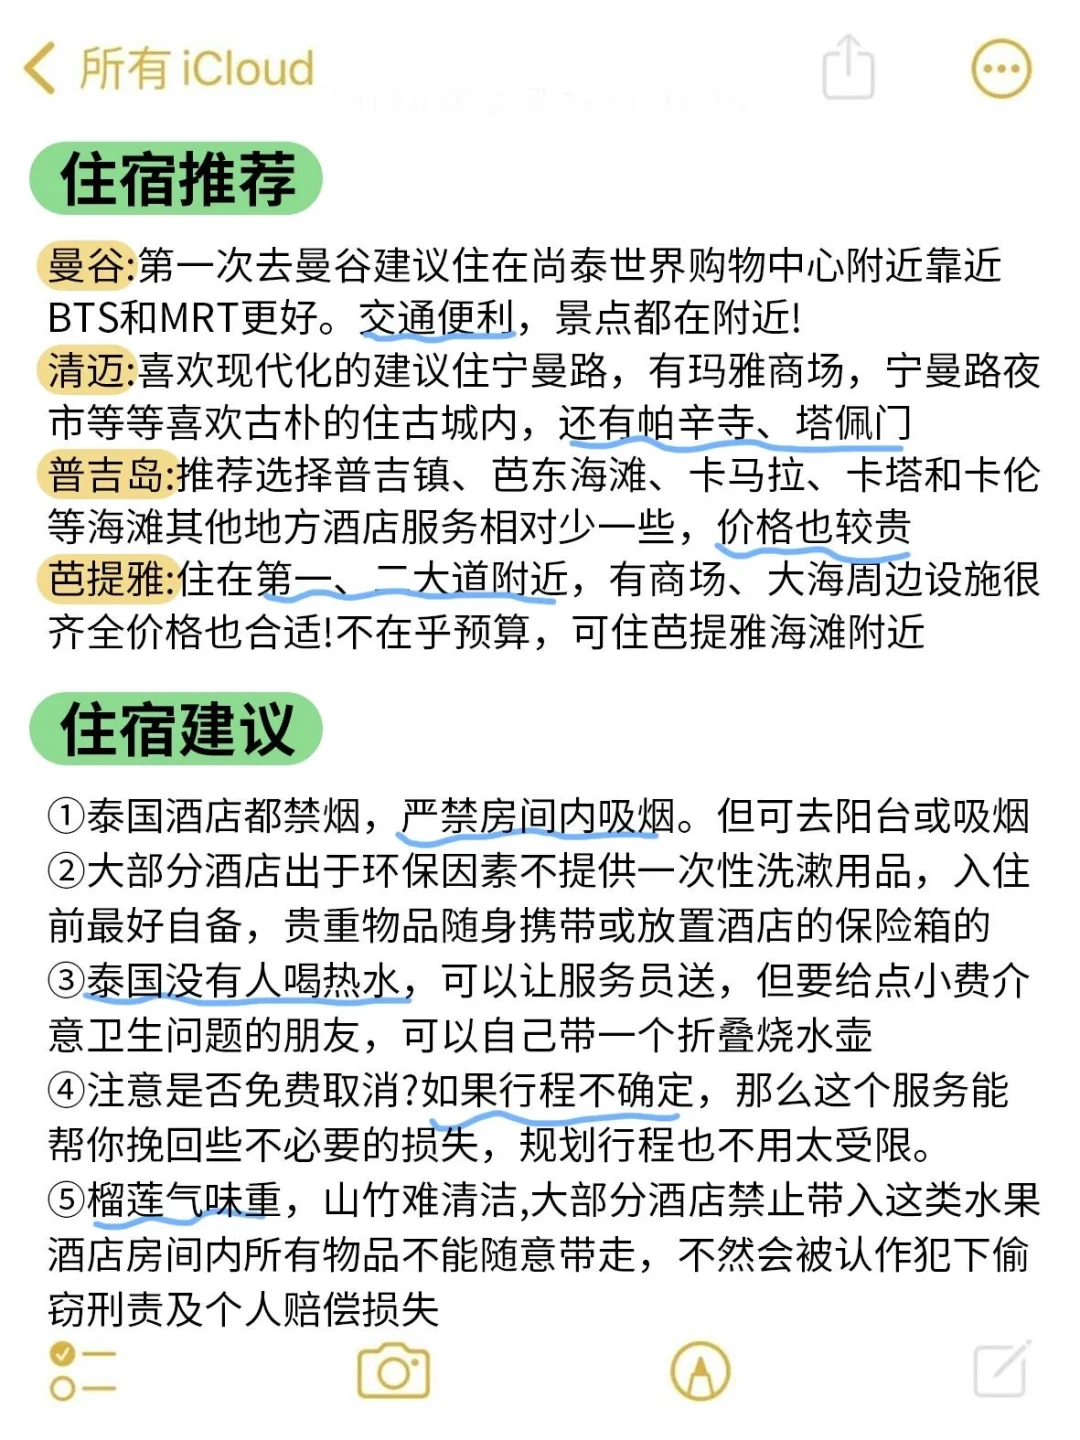 所有 iCloud
住宿推荐
曼谷:第一次去曼谷建议住在尚泰世界购物中心附近靠近
BTS和MRT更好。交通便利，景点都在附近!
清迈:喜欢现代化的建议住宁曼路，有玛雅商场，宁曼路夜
市等等喜欢古朴的住古城内，还有帕辛寺、塔佩门
普吉岛:推荐选择普吉镇、芭东海滩、卡马拉、卡塔和卡伦
等海滩其他地方酒店服务相对少一些，价格也较贵
芭提雅:住在第一、二大道附近，有商场、大海周边设施很
齐全价格也合适!不在乎预算，可住芭提雅海滩附近
住宿建议
①泰国酒店都禁烟，严禁房间内吸烟。但可去阳台或吸烟
②大部分酒店出于环保因素不提供一次性洗漱用品，入住
前最好自备，贵重物品随身携带或放置酒店的保险箱的
③泰国没有人喝热水，可以让服务员送，但要给点小费介
意卫生问题的朋友，可以自己带一个折叠烧水壶
④注意是否免费取消?如果行程不确定，那么这个服务能
帮你挽回些不必要的损失，规划行程也不用太受限。
⑤榴莲气味重，山竹难清洁,大部分酒店禁止带入这类水果
酒店房间内所有物品不能随意带走，不然会被认作犯下偷
窃刑责及个人赔偿损失